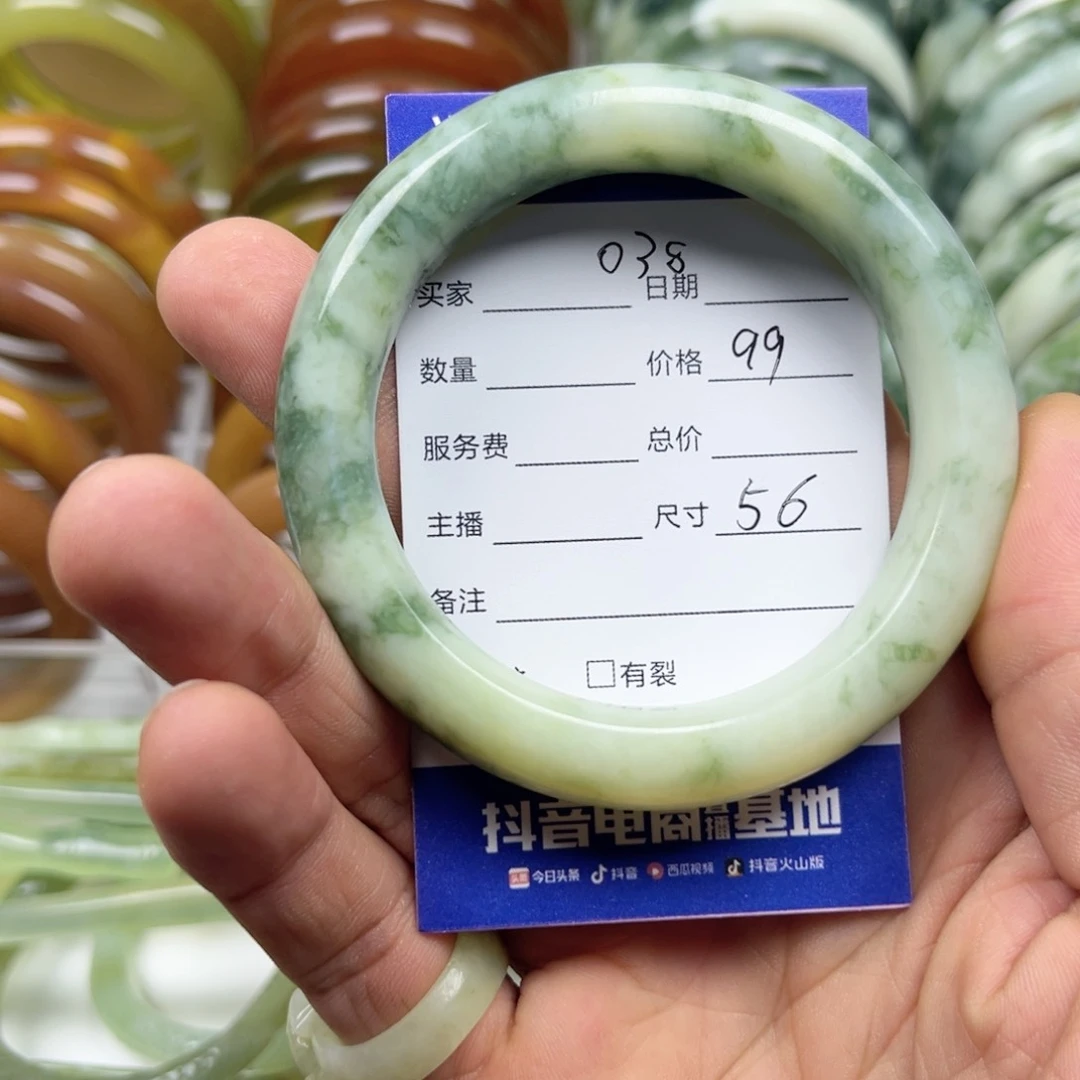 038
买家 日期
数量 价格 99
服务费 总价
主播 尺寸 56
备注
□有裂
抖音电商直播基地
今日头条 抖音 西瓜视频 抖音火山版